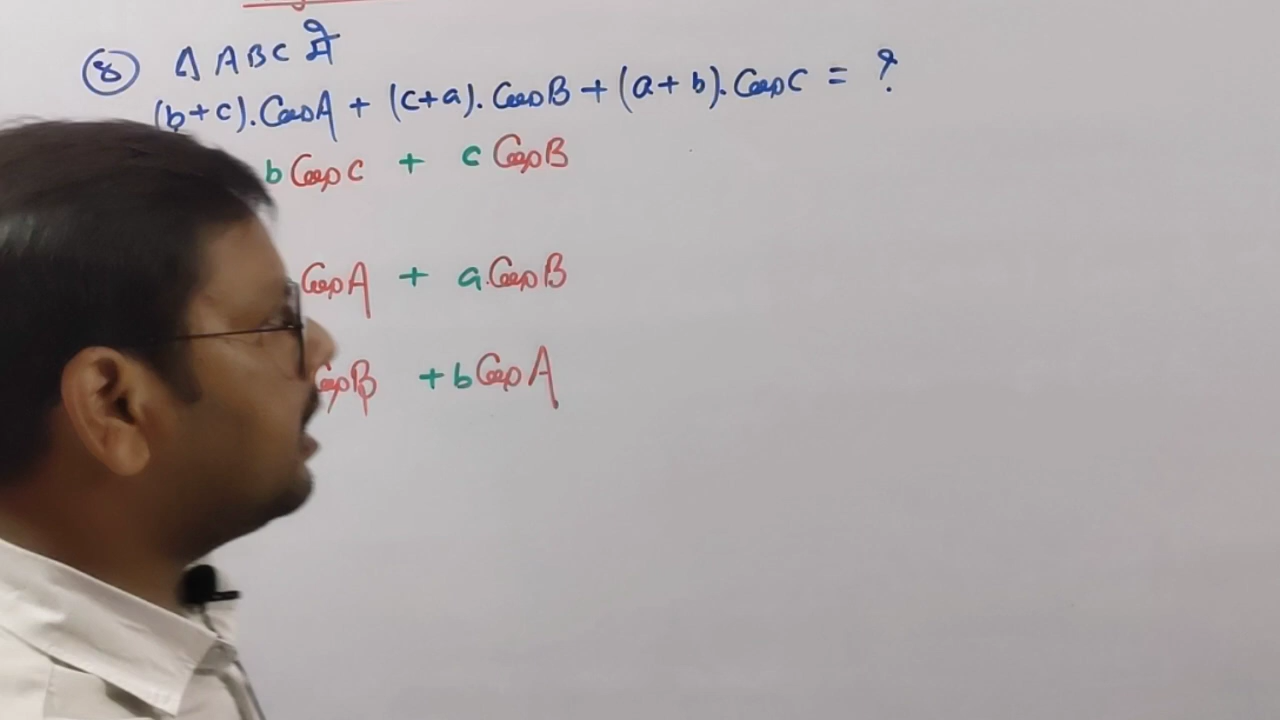 8 Δ ABC में
(b+c).CosA + (c+a).CosB + (a+b).CosC = ?
b CosC + c CosB
CosA + a.CosB
CosB + b CosA